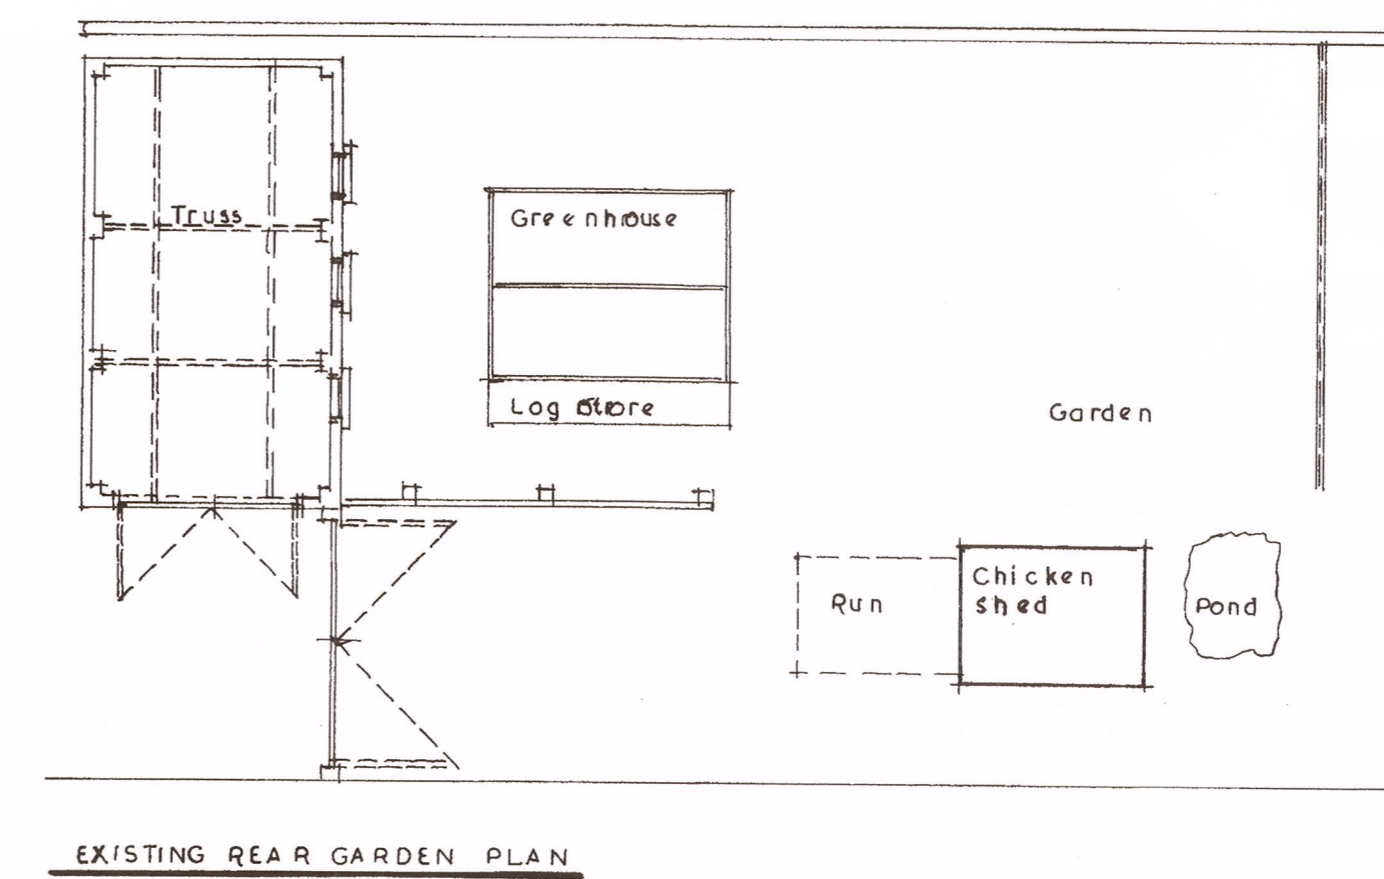 Truss
Greenhouse
Log Store
Garden
Chicken
shed
Run
Pond
EXISTING REAR GARDEN PLAN